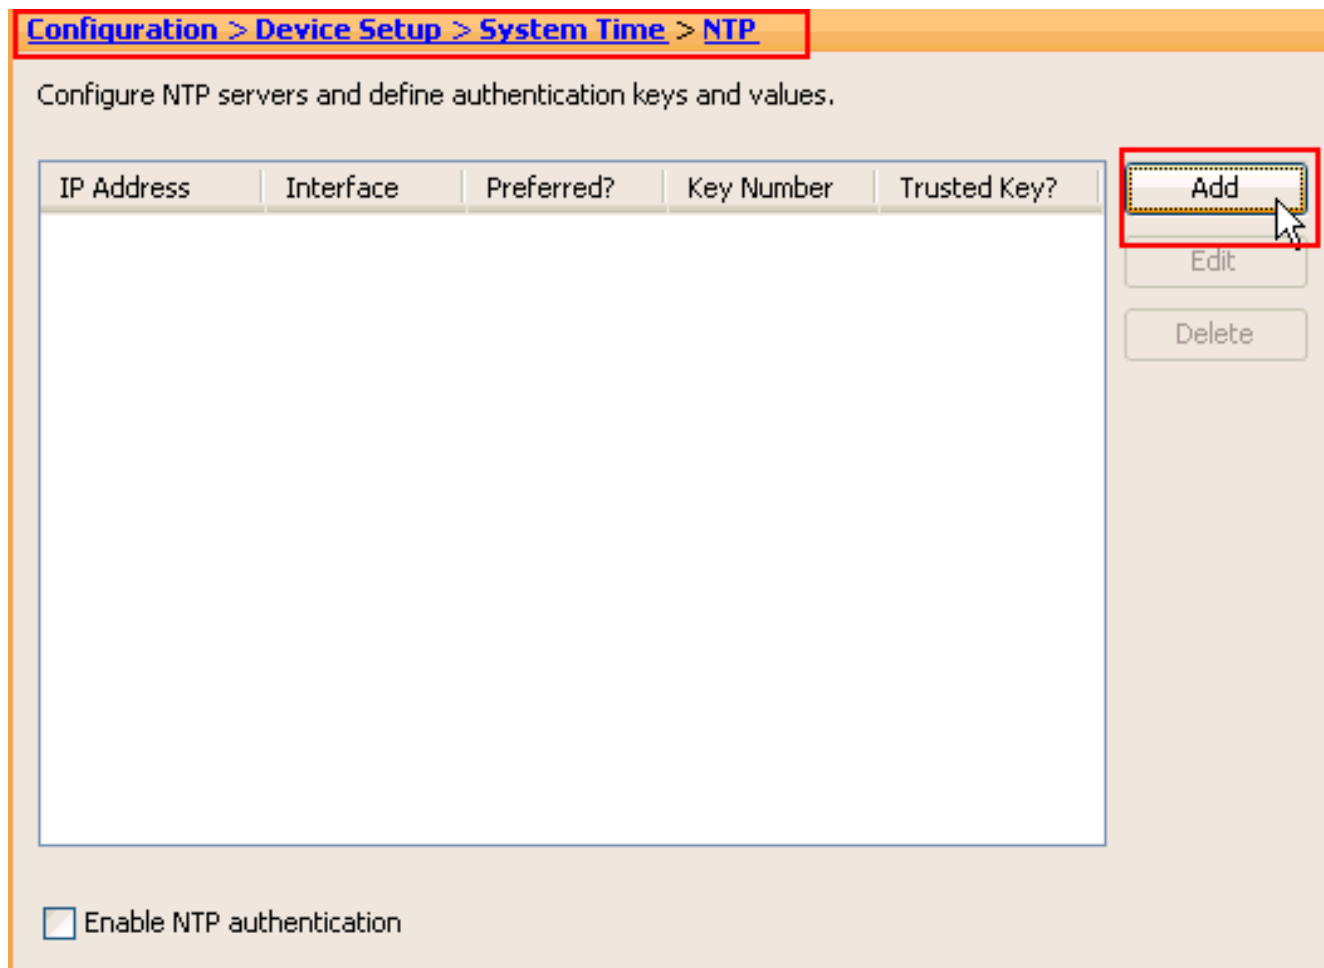 Configuration > Device Setup > System Time > NTP
Configure NTP servers and define authentication keys and values.
IP Address Interface Preferred? Key Number Trusted Key?
Add
Edit
Delete
Enable NTP authentication